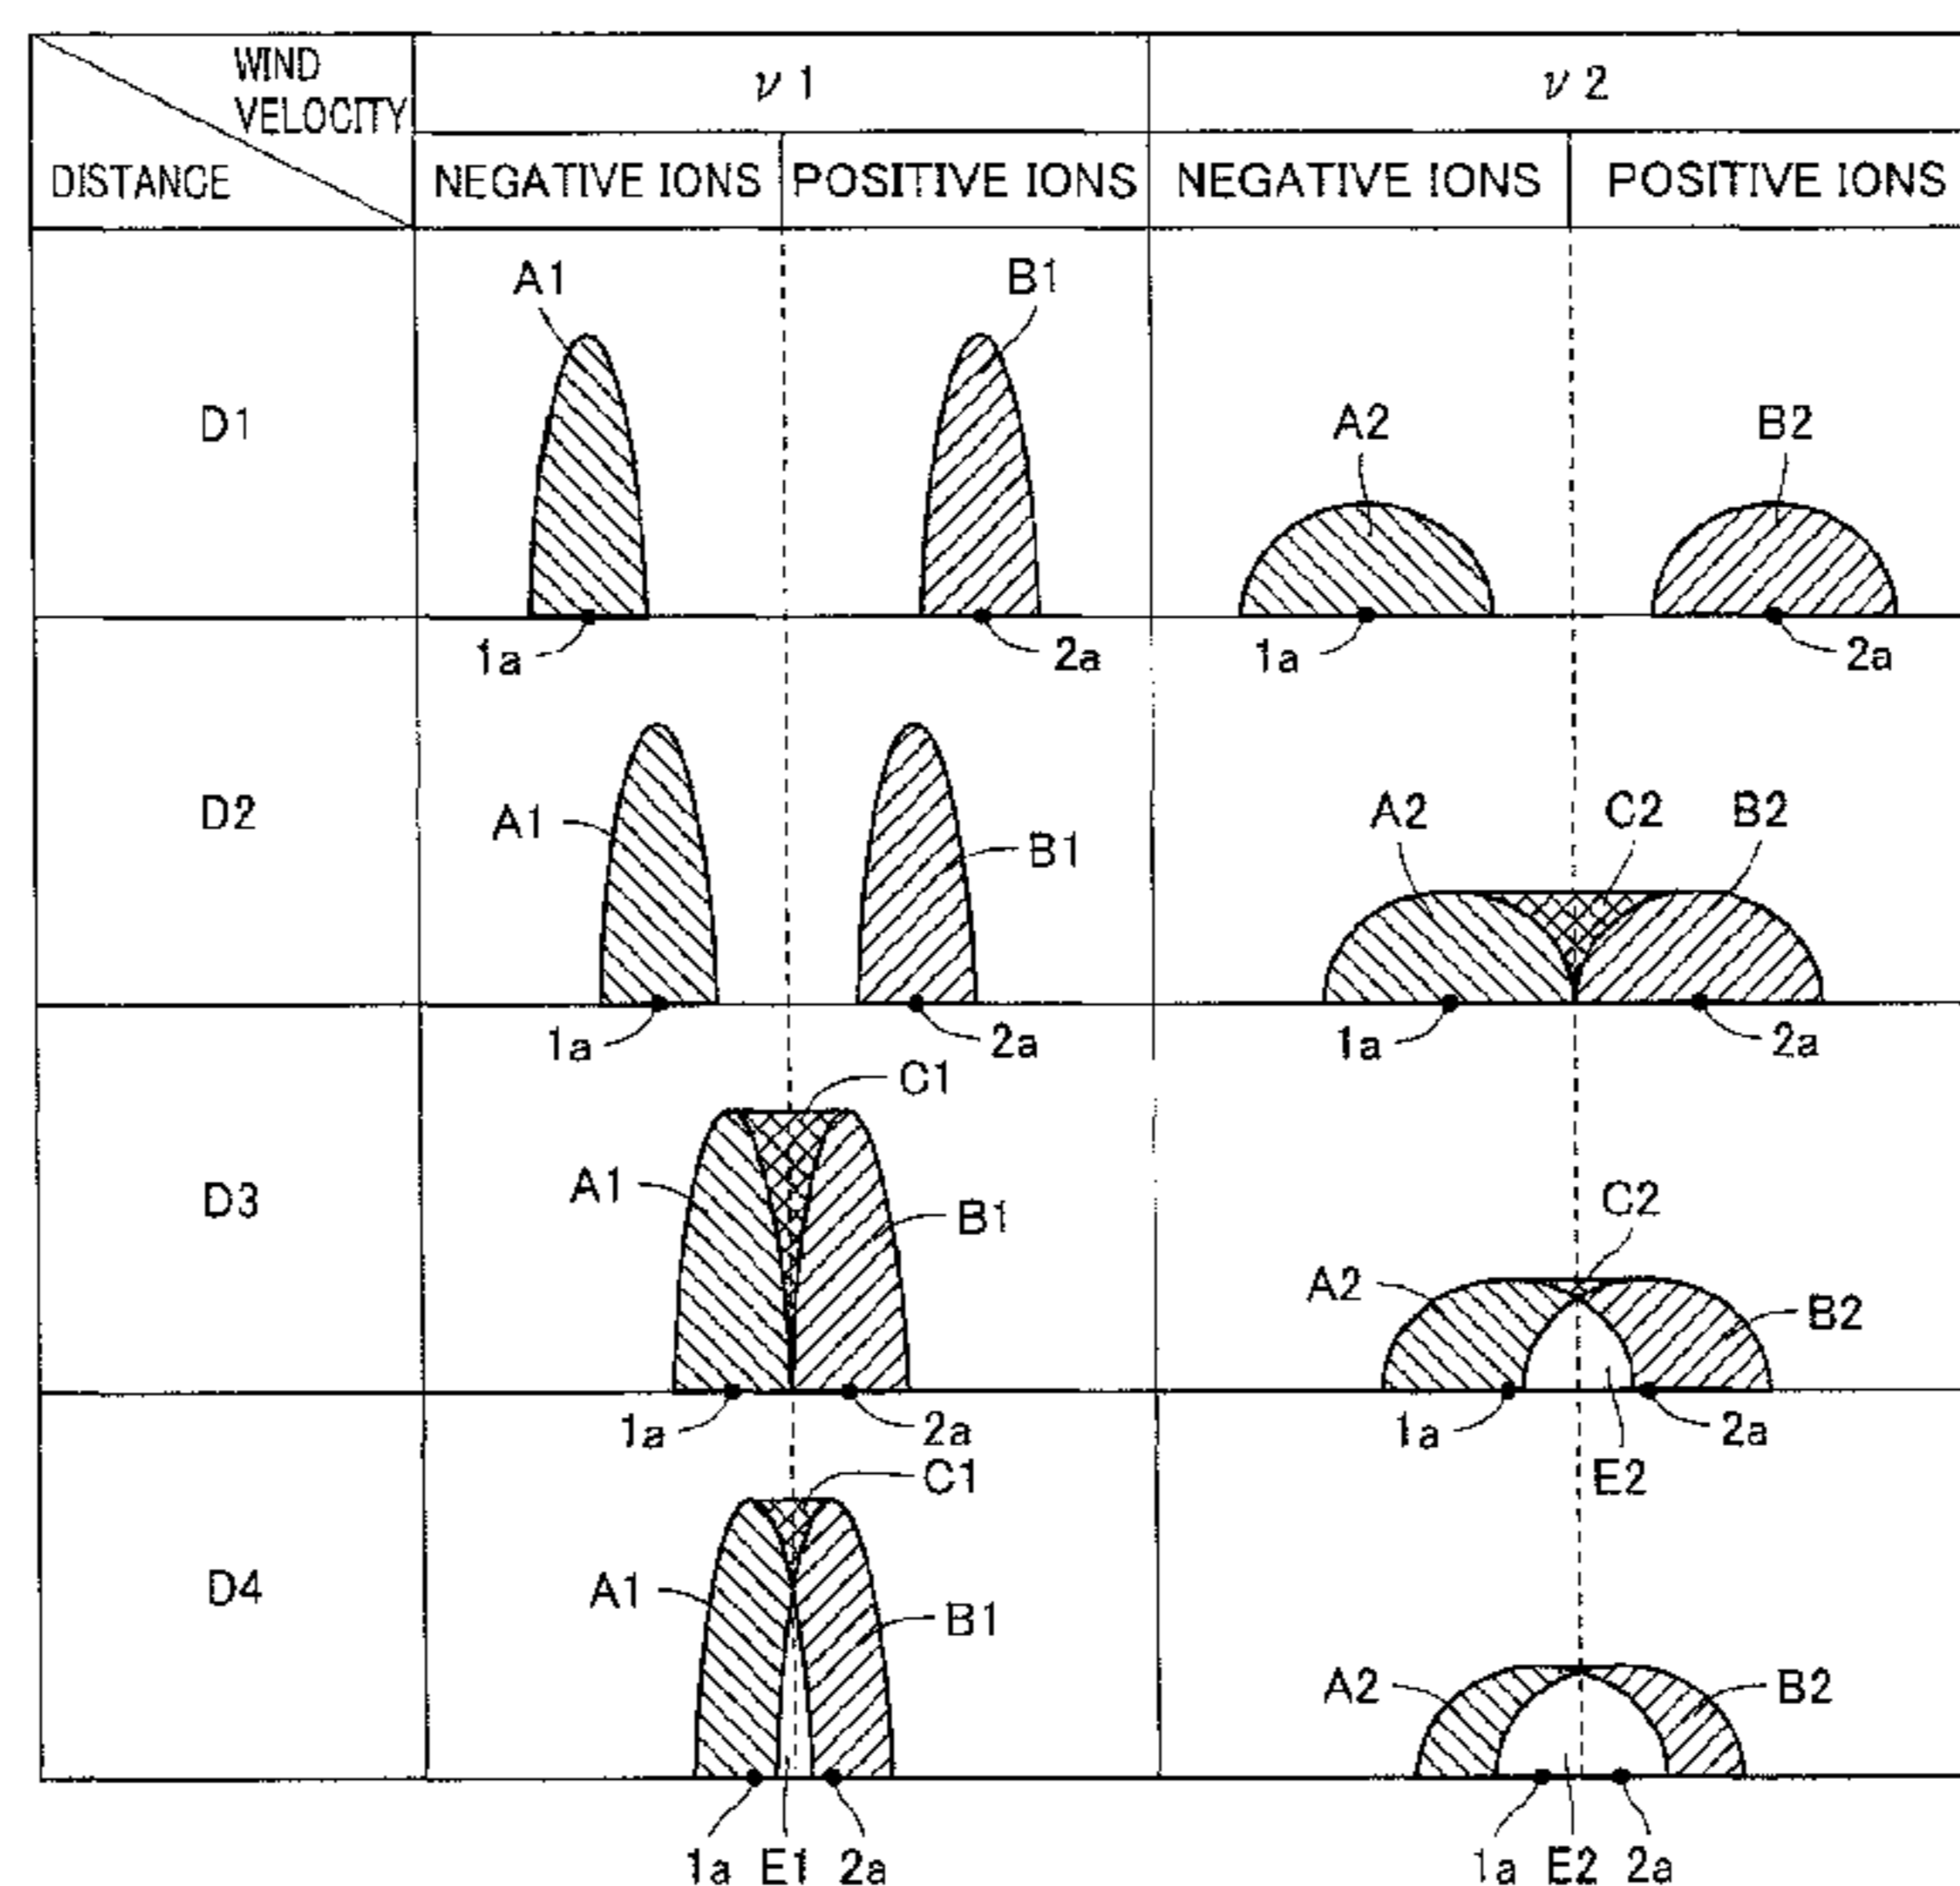 WIND
VELOCITY
DISTANCE
ν1
ν2
NEGATIVE IONS
POSITIVE IONS
NEGATIVE IONS
POSITIVE IONS
D1
A1
B1
A2
B2
1a
2a
1a
2a
D2
A1
B1
A2
C2
B2
1a
2a
1a
2a
D3
C1
A1
B1
C2
A2
B2
1a
2a
1a
2a
E2
D4
C1
A1
B1
A2
B2
1a
E1
2a
1a
E2
2a